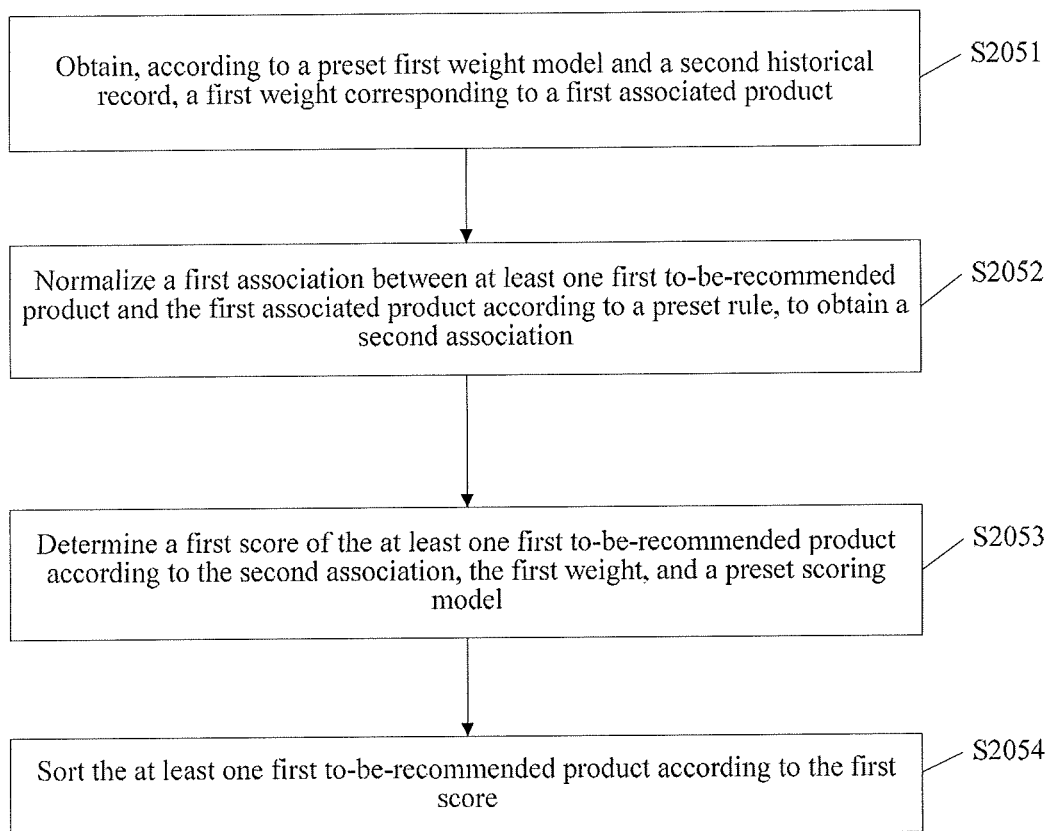 Obtain, according to a preset first weight model and a second historical
record, a first weight corresponding to a first associated product
S2051
Normalize a first association between at least one first to-be-recommended
product and the first associated product according to a preset rule, to obtain a
second association
S2052
Determine a first score of the at least one first to-be-recommended product
according to the second association, the first weight, and a preset scoring
model
S2053
Sort the at least one first to-be-recommended product according to the first
score
S2054